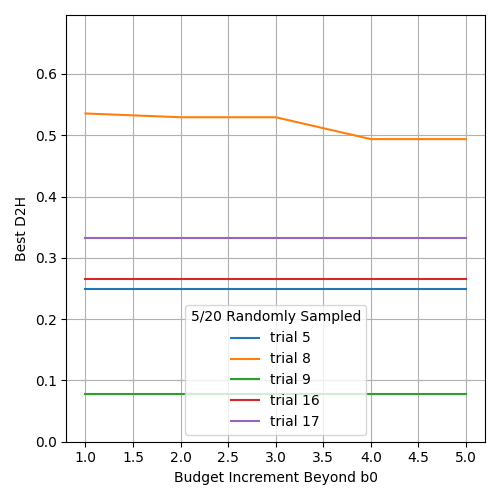 0.6
0.5
0.4
0.3
0.2
0.1
0.0
Best D2H
5/20 Randomly Sampled
trial 5
trial 8
trial 9
trial 16
trial 17
1.0 1.5 2.0 2.5 3.0 3.5 4.0 4.5 5.0
Budget Increment Beyond b0